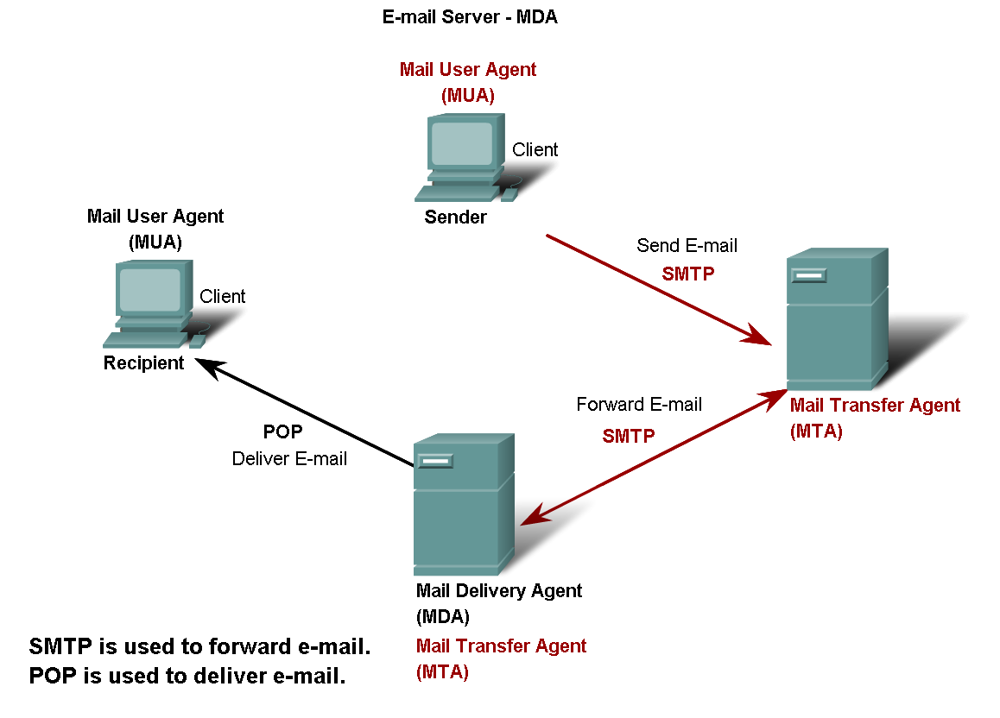 E-mail Server - MDA
Mail User Agent
(MUA)
Client
Sender
Mail User Agent
(MUA)
Client
Recipient
Send E-mail
SMTP
Mail Transfer Agent
(MTA)
Forward E-mail
SMTP
POP
Deliver E-mail
Mail Delivery Agent
(MDA)
Mail Transfer Agent
(MTA)
SMTP is used to forward e-mail.
POP is used to deliver e-mail.